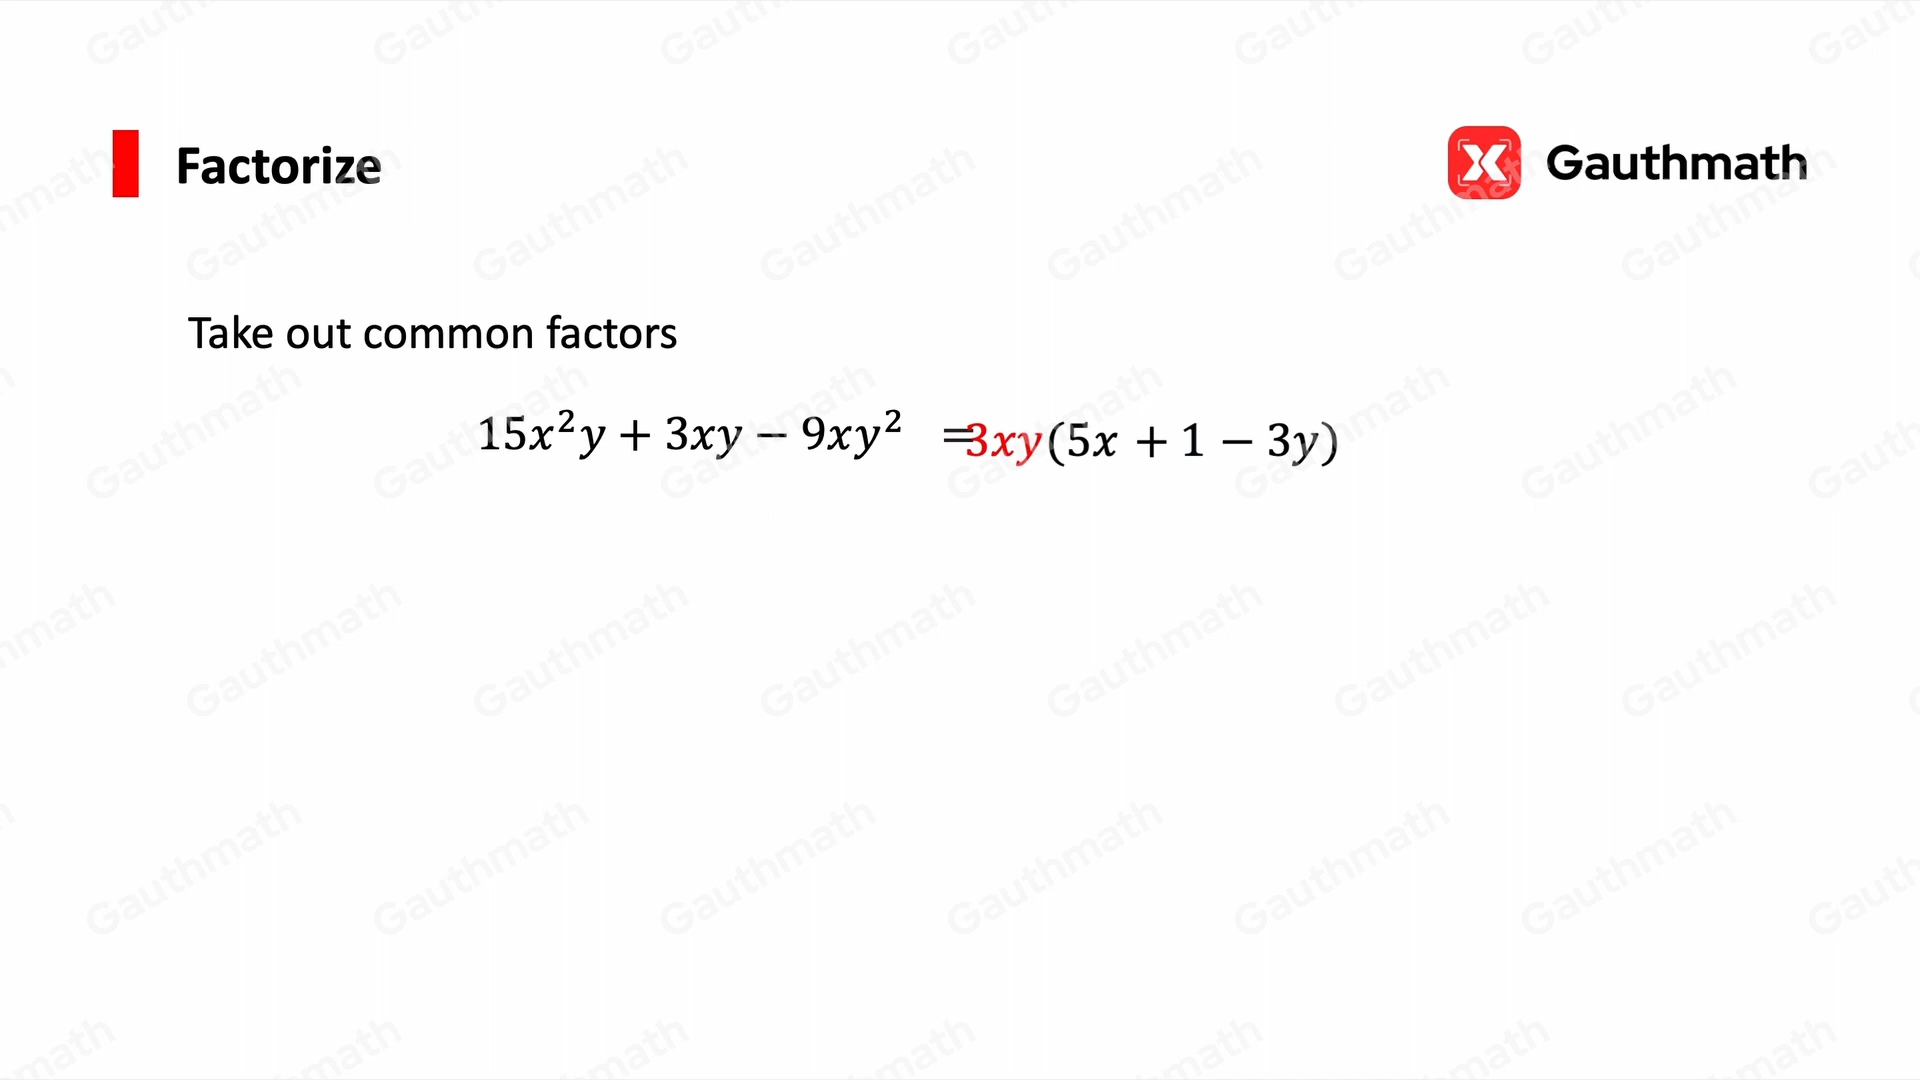 Factorize
Gauthmath
Take out common factors
15x²y + 3xy − 9xy² =3xy(5x + 1 − 3y)